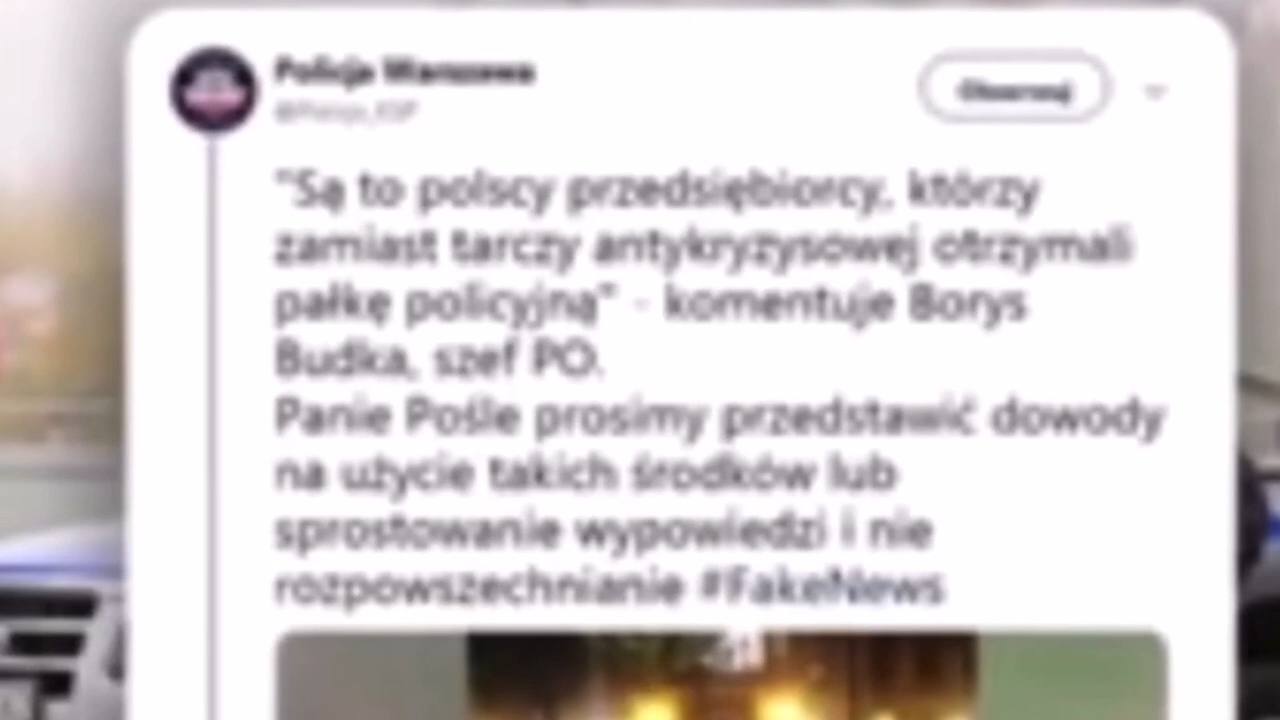 Policja Warszawa
Obserwuj
"Są to polscy przedsiębiorcy, którzy
zamiast tarczy antykryzysowej otrzymali
pałkę policyjną" - komentuje Borys
Budka, szef PO.
Panie Pośle prosimy przedstawić dowody
na użycie takich środków lub
sprostowanie wypowiedzi i nie
rozpowszechnianie #FakeNews